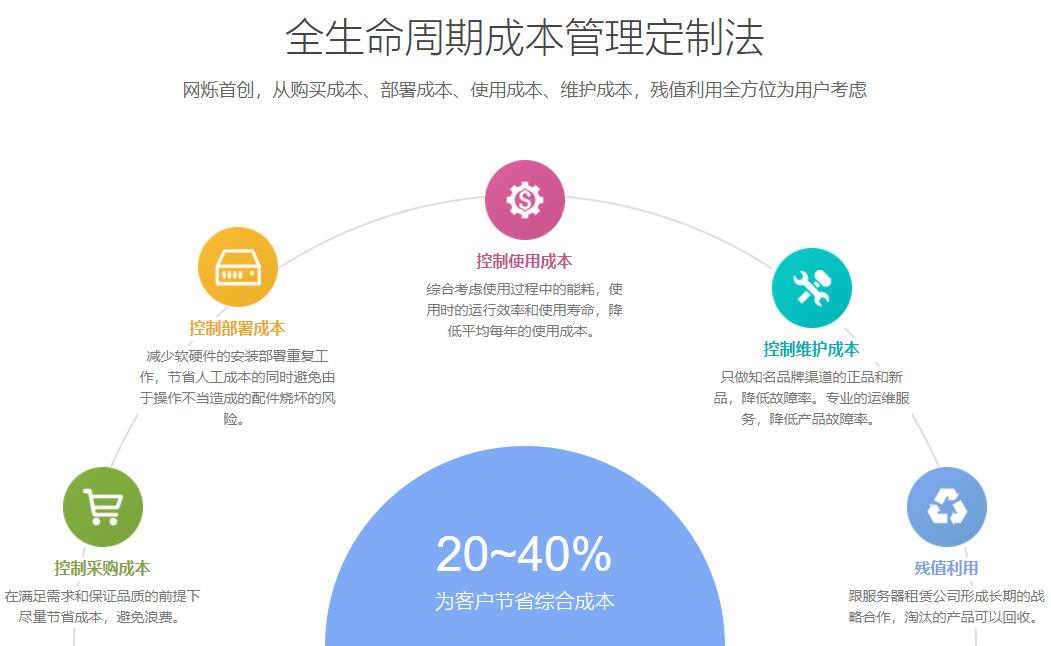 全生命周期成本管理定制法
网烁首创，从购买成本、部署成本、使用成本、维护成本，残值利用全方位为用户考虑
控制使用成本
综合考虑使用过程中的能耗，使
用时的运行效率和使用寿命，降
低平均每年的使用成本。
控制部署成本
减少软硬件的安装部署重复工
作，节省人工成本的同时避免由
于操作不当造成的配件烧坏的风
险。
控制维护成本
只做知名品牌渠道的正品和新
品，降低故障率。专业的运维服
务，降低产品故障率。
控制采购成本
在满足需求和保证品质的前提下
尽量节省成本，避免浪费。
20~40%
为客户节省综合成本
残值利用
跟服务器租赁公司形成长期的战
略合作，淘汰的产品可以回收。